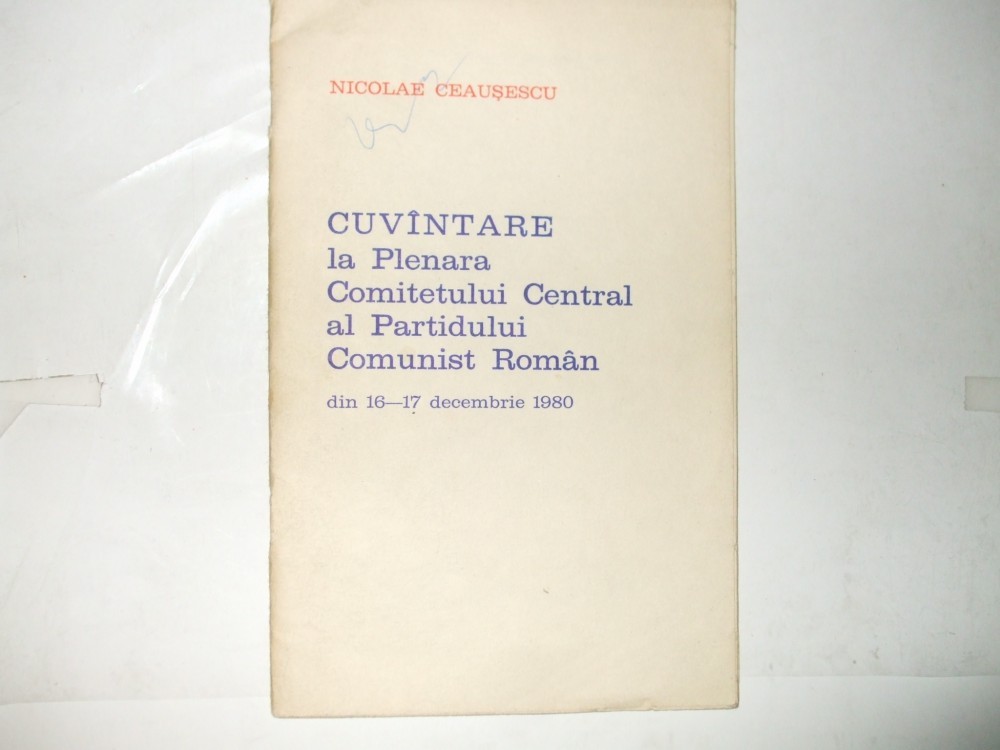 NICOLAE CEAUȘESCU
CUVÎNTARE
la Plenara
Comitetului Central
al Partidului
Comunist Român
din 16—17 decembrie 1980